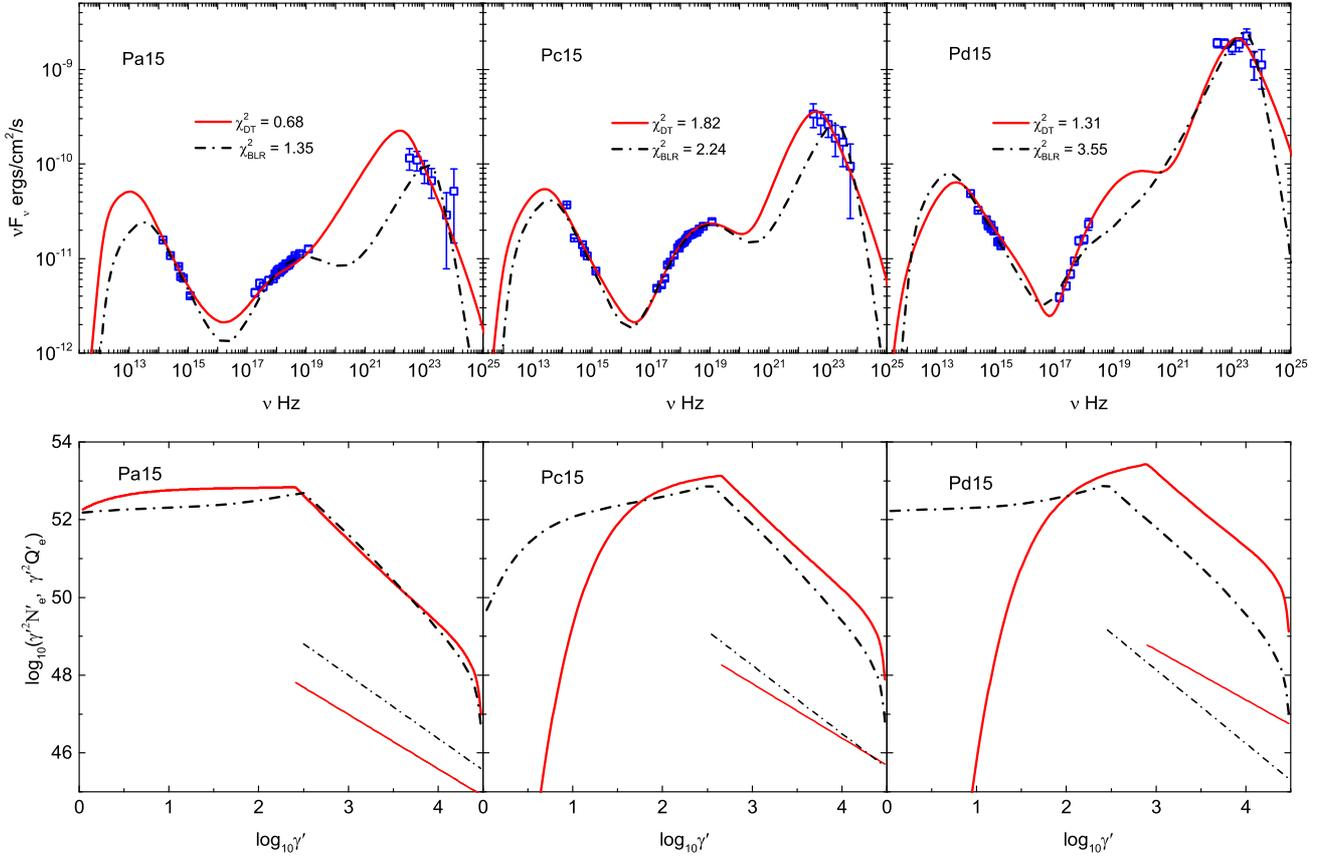 Pa15
Pc15
Pd15
χ²DT = 0.68
χ²BLR = 1.35
χ²DT = 1.82
χ²BLR = 2.24
χ²DT = 1.31
χ²BLR = 3.55
νFν ergs/cm²/s
10⁻⁹
10⁻¹⁰
10⁻¹¹
10⁻¹²
10¹³ 10¹⁵ 10¹⁷ 10¹⁹ 10²¹ 10²³ 10²⁵ 10¹³ 10¹⁵ 10¹⁷ 10¹⁹ 10²¹ 10²³ 10²⁵ 10¹³ 10¹⁵ 10¹⁷ 10¹⁹ 10²¹ 10²³ 10²⁵
ν Hz ν Hz ν Hz
54
52
50
48
46
log₁₀(γ′²N′e, γ′²Q′e)
Pa15
Pc15
Pd15
0 1 2 3 4 0 1 2 3 4 0 1 2 3 4
log₁₀γ′ log₁₀γ′ log₁₀γ′